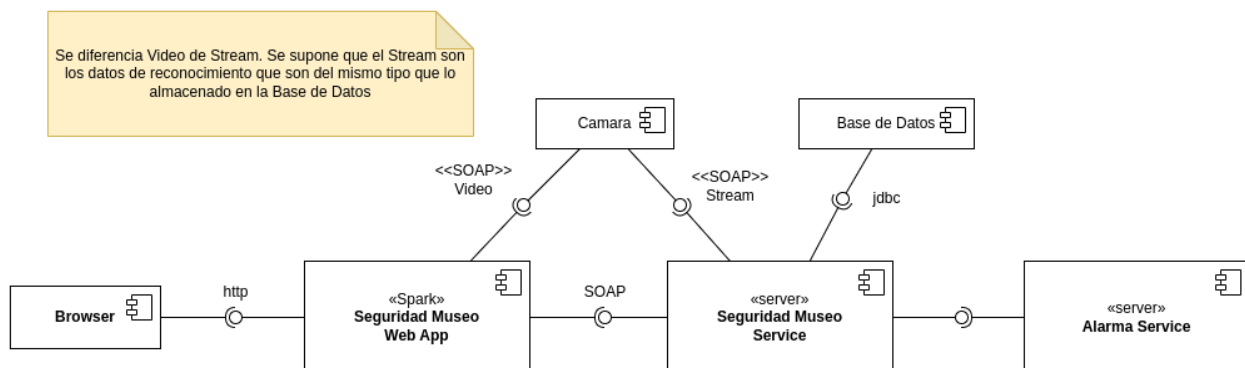 Se diferencia Video de Stream. Se supone que el Stream son
los datos de reconocimiento que son del mismo tipo que lo
almacenado en la Base de Datos
Camara
Base de Datos
<<SOAP>>
Video
<<SOAP>>
Stream
jdbc
Browser
http
«Spark»
Seguridad Museo
Web App
SOAP
«server»
Seguridad Museo
Service
«server»
Alarma Service